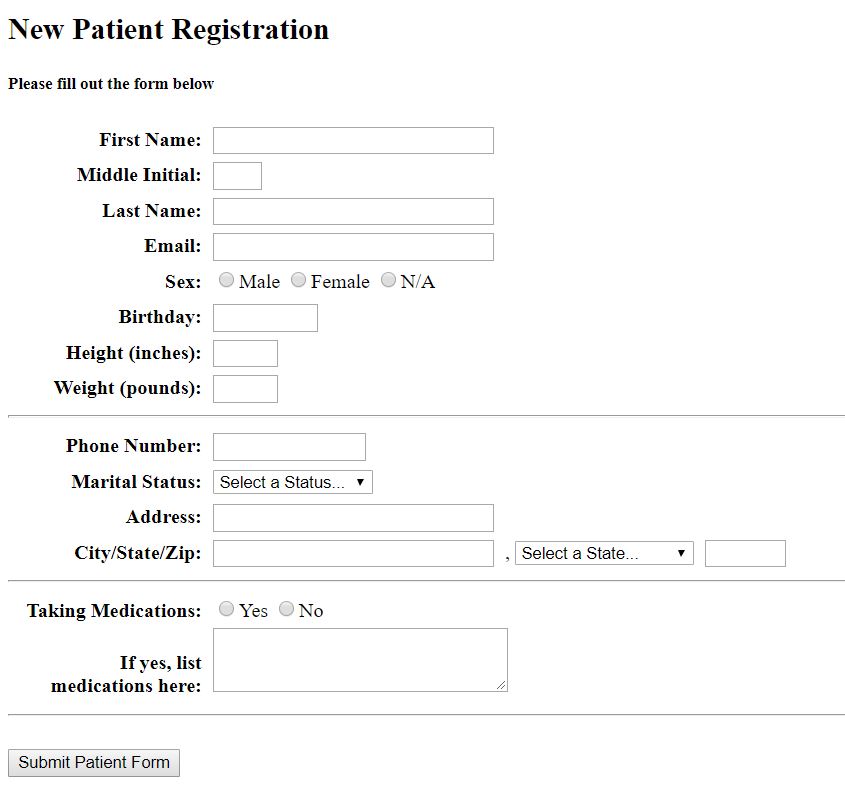 New Patient Registration
Please fill out the form below
First Name:
Middle Initial:
Last Name:
Email:
Sex: Male Female N/A
Birthday:
Height (inches):
Weight (pounds):
Phone Number:
Marital Status: Select a Status...
Address:
City/State/Zip: , Select a State...
Taking Medications: Yes No
If yes, list
medications here:
Submit Patient Form